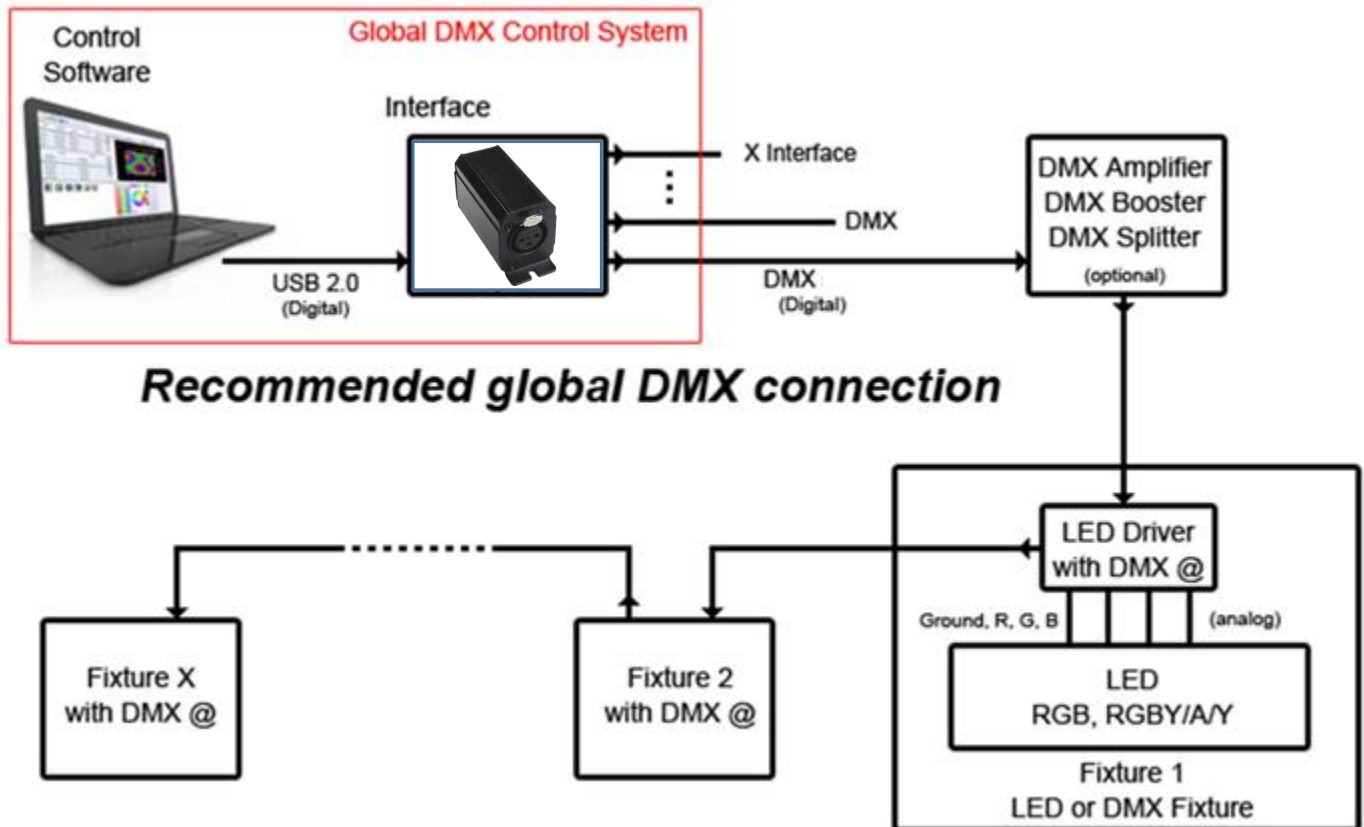 Global DMX Control System
Control
Software
Interface
USB 2.0
(Digital)
X Interface
DMX
DMX
(Digital)
DMX Amplifier
DMX Booster
DMX Splitter
(optional)
Recommended global DMX connection
LED Driver
with DMX @
Ground, R, G, B
(analog)
LED
RGB, RGBY/A/Y
Fixture 1
LED or DMX Fixture
Fixture 2
with DMX @
Fixture X
with DMX @